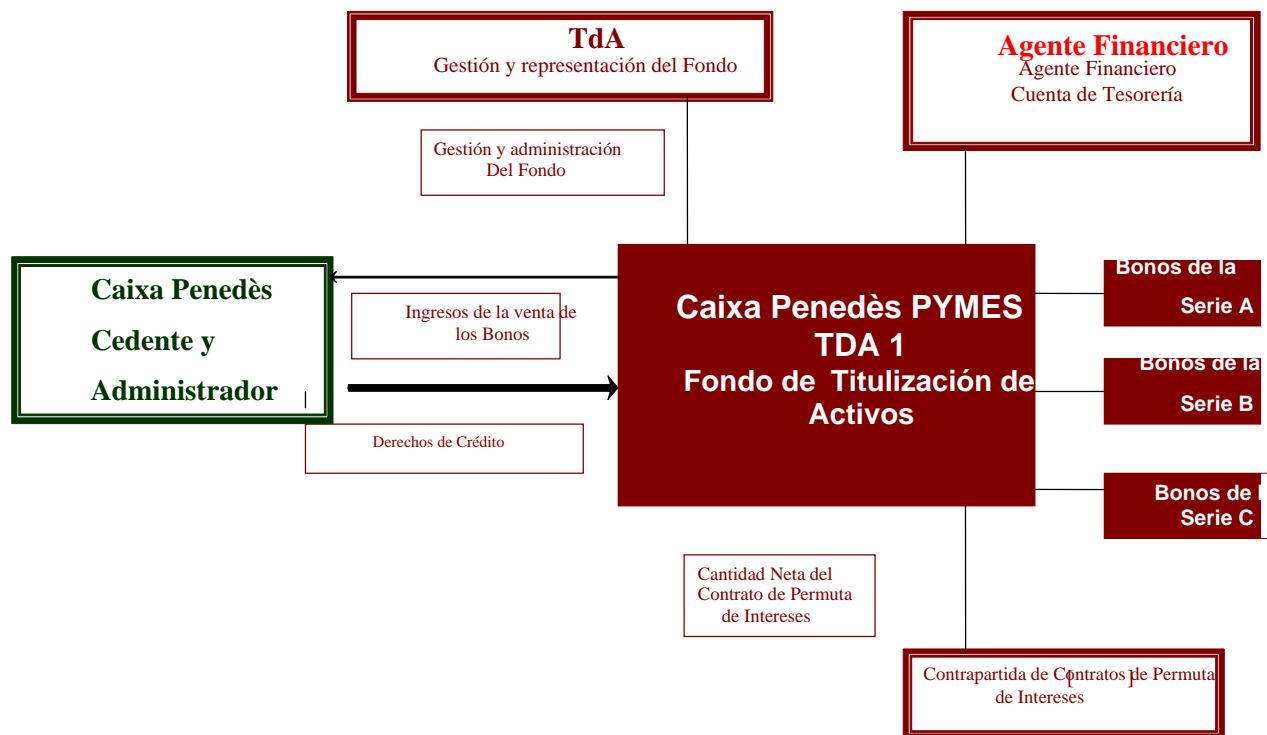 TdA
Gestión y representación del Fondo
Agente Financiero
Agente Financiero
Cuenta de Tesorería
Gestión y administración
Del Fondo
Caixa Penedès
Cedente y
Administrador
Ingresos de la venta de
los Bonos
Derechos de Crédito
Caixa Penedès PYMES
TDA 1
Fondo de Titulización de
Activos
Bonos de la
Serie A
Bonos de la
Serie B
Bonos de
Serie C
Cantidad Neta del
Contrato de Permuta
de Intereses
Contrapartida de Contratos de Permuta
de Intereses
[ ]